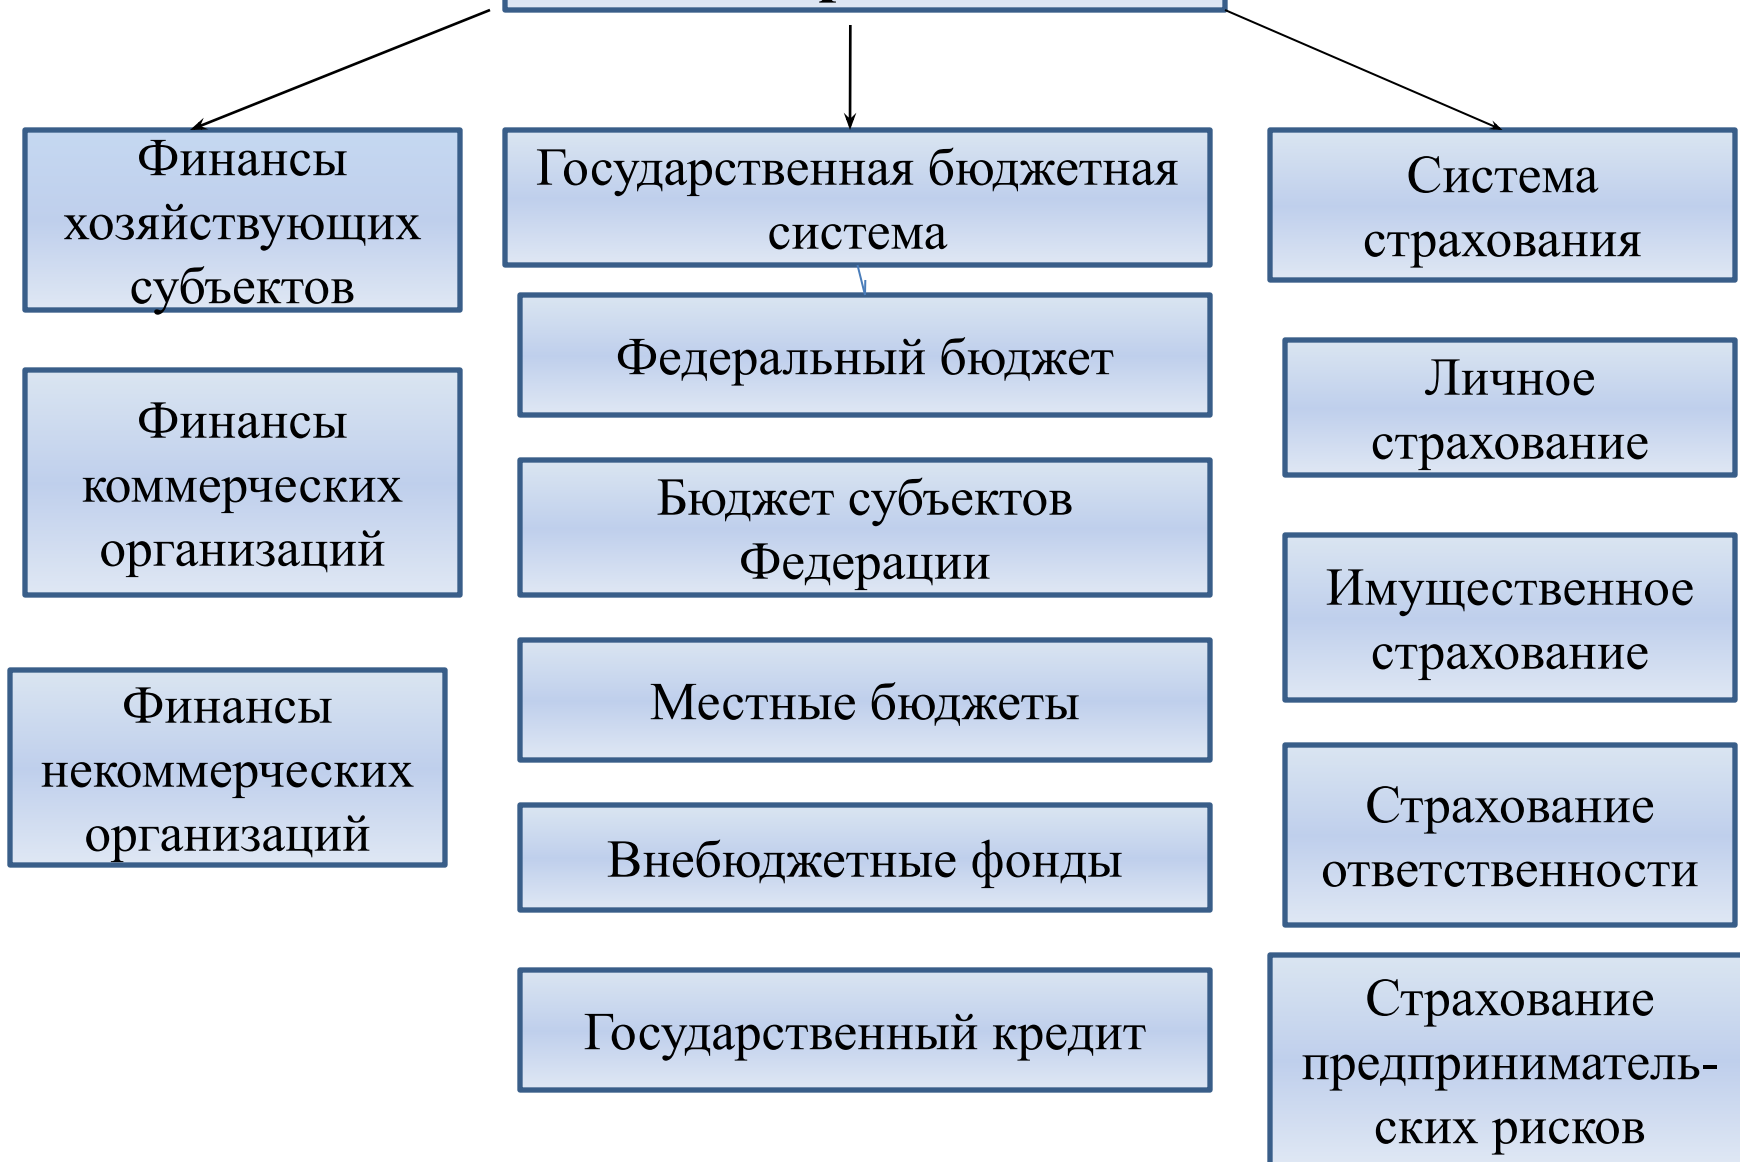 Финансы
хозяйствующих
субъектов
Финансы
коммерческих
организаций
Финансы
некоммерческих
организаций
Государственная бюджетная
система
Федеральный бюджет
Бюджет субъектов
Федерации
Местные бюджеты
Внебюджетные фонды
Государственный кредит
Система
страхования
Личное
страхование
Имущественное
страхование
Страхование
ответственности
Страхование
предприниматель-
ских рисков